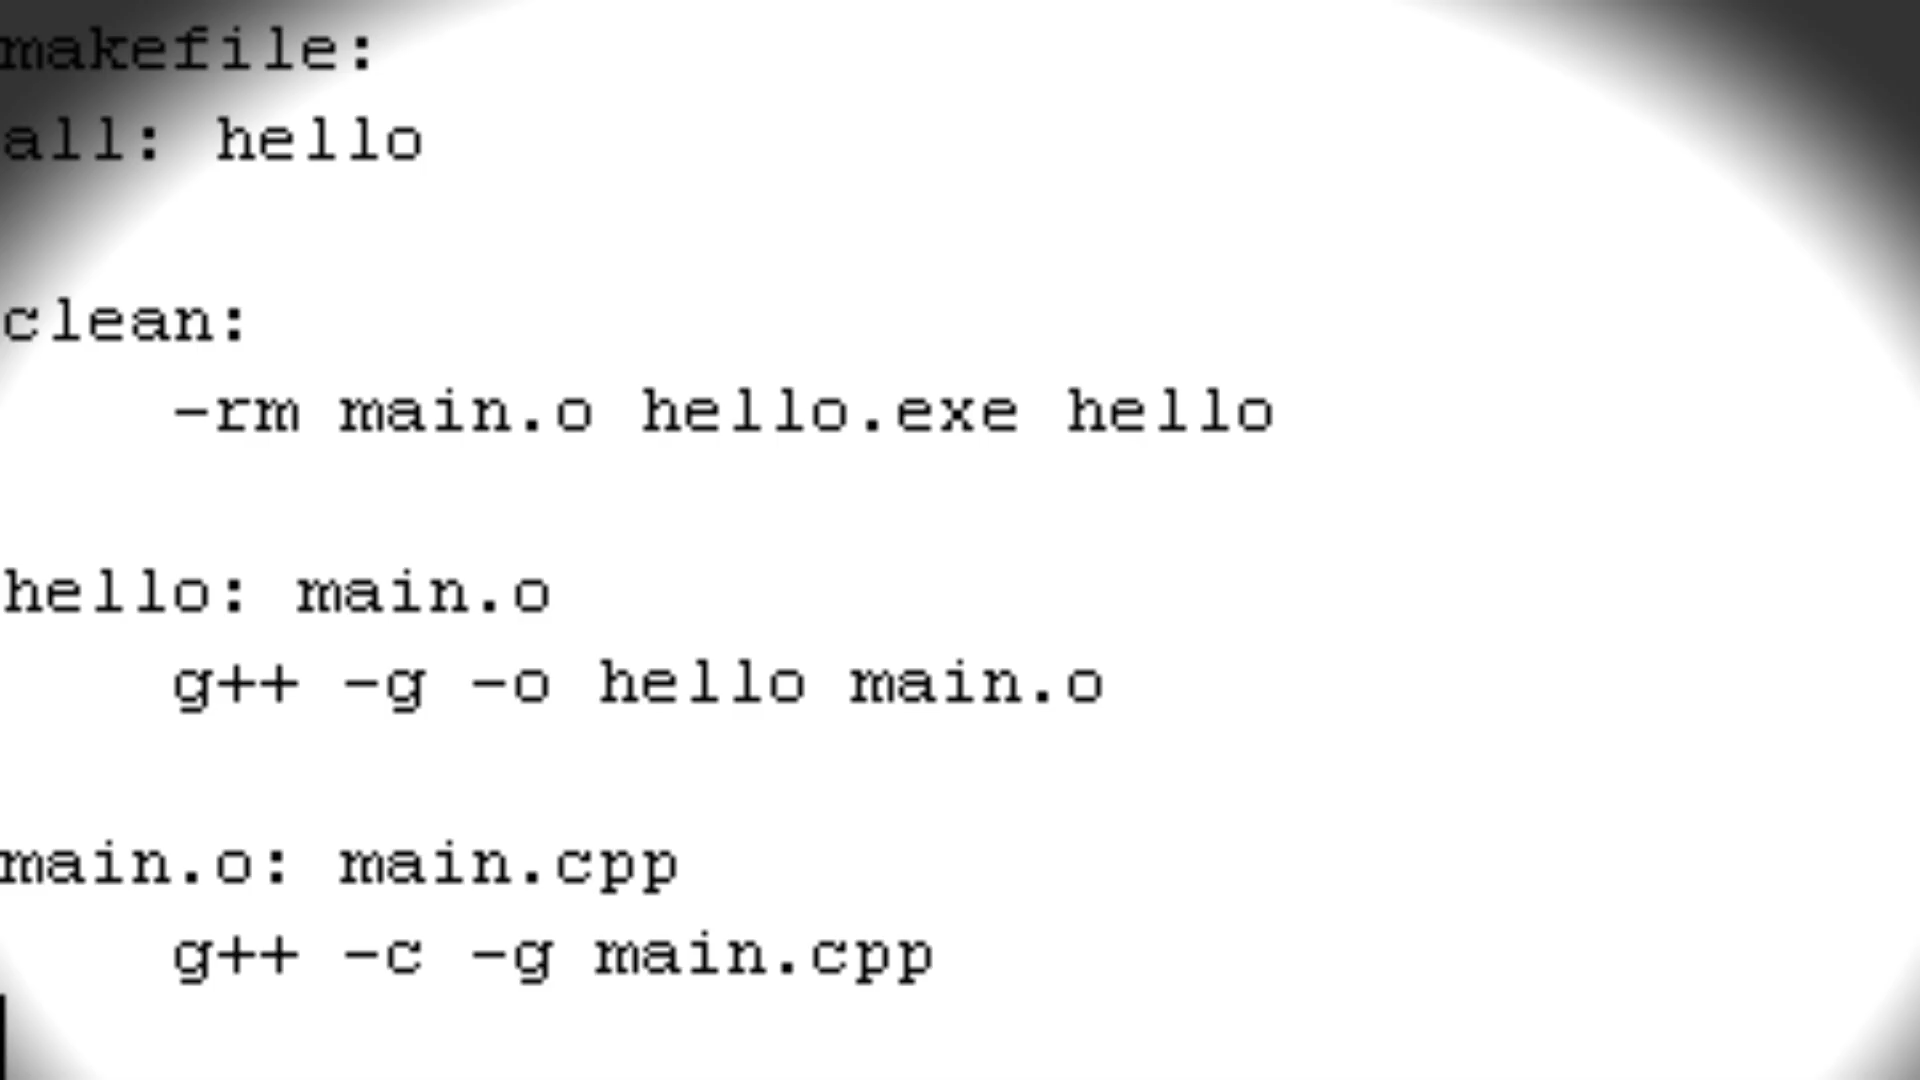 makefile:
all: hello
clean:
-rm main.o hello.exe hello
hello: main.o
g++ -g -o hello main.o
main.o: main.cpp
g++ -c -g main.cpp